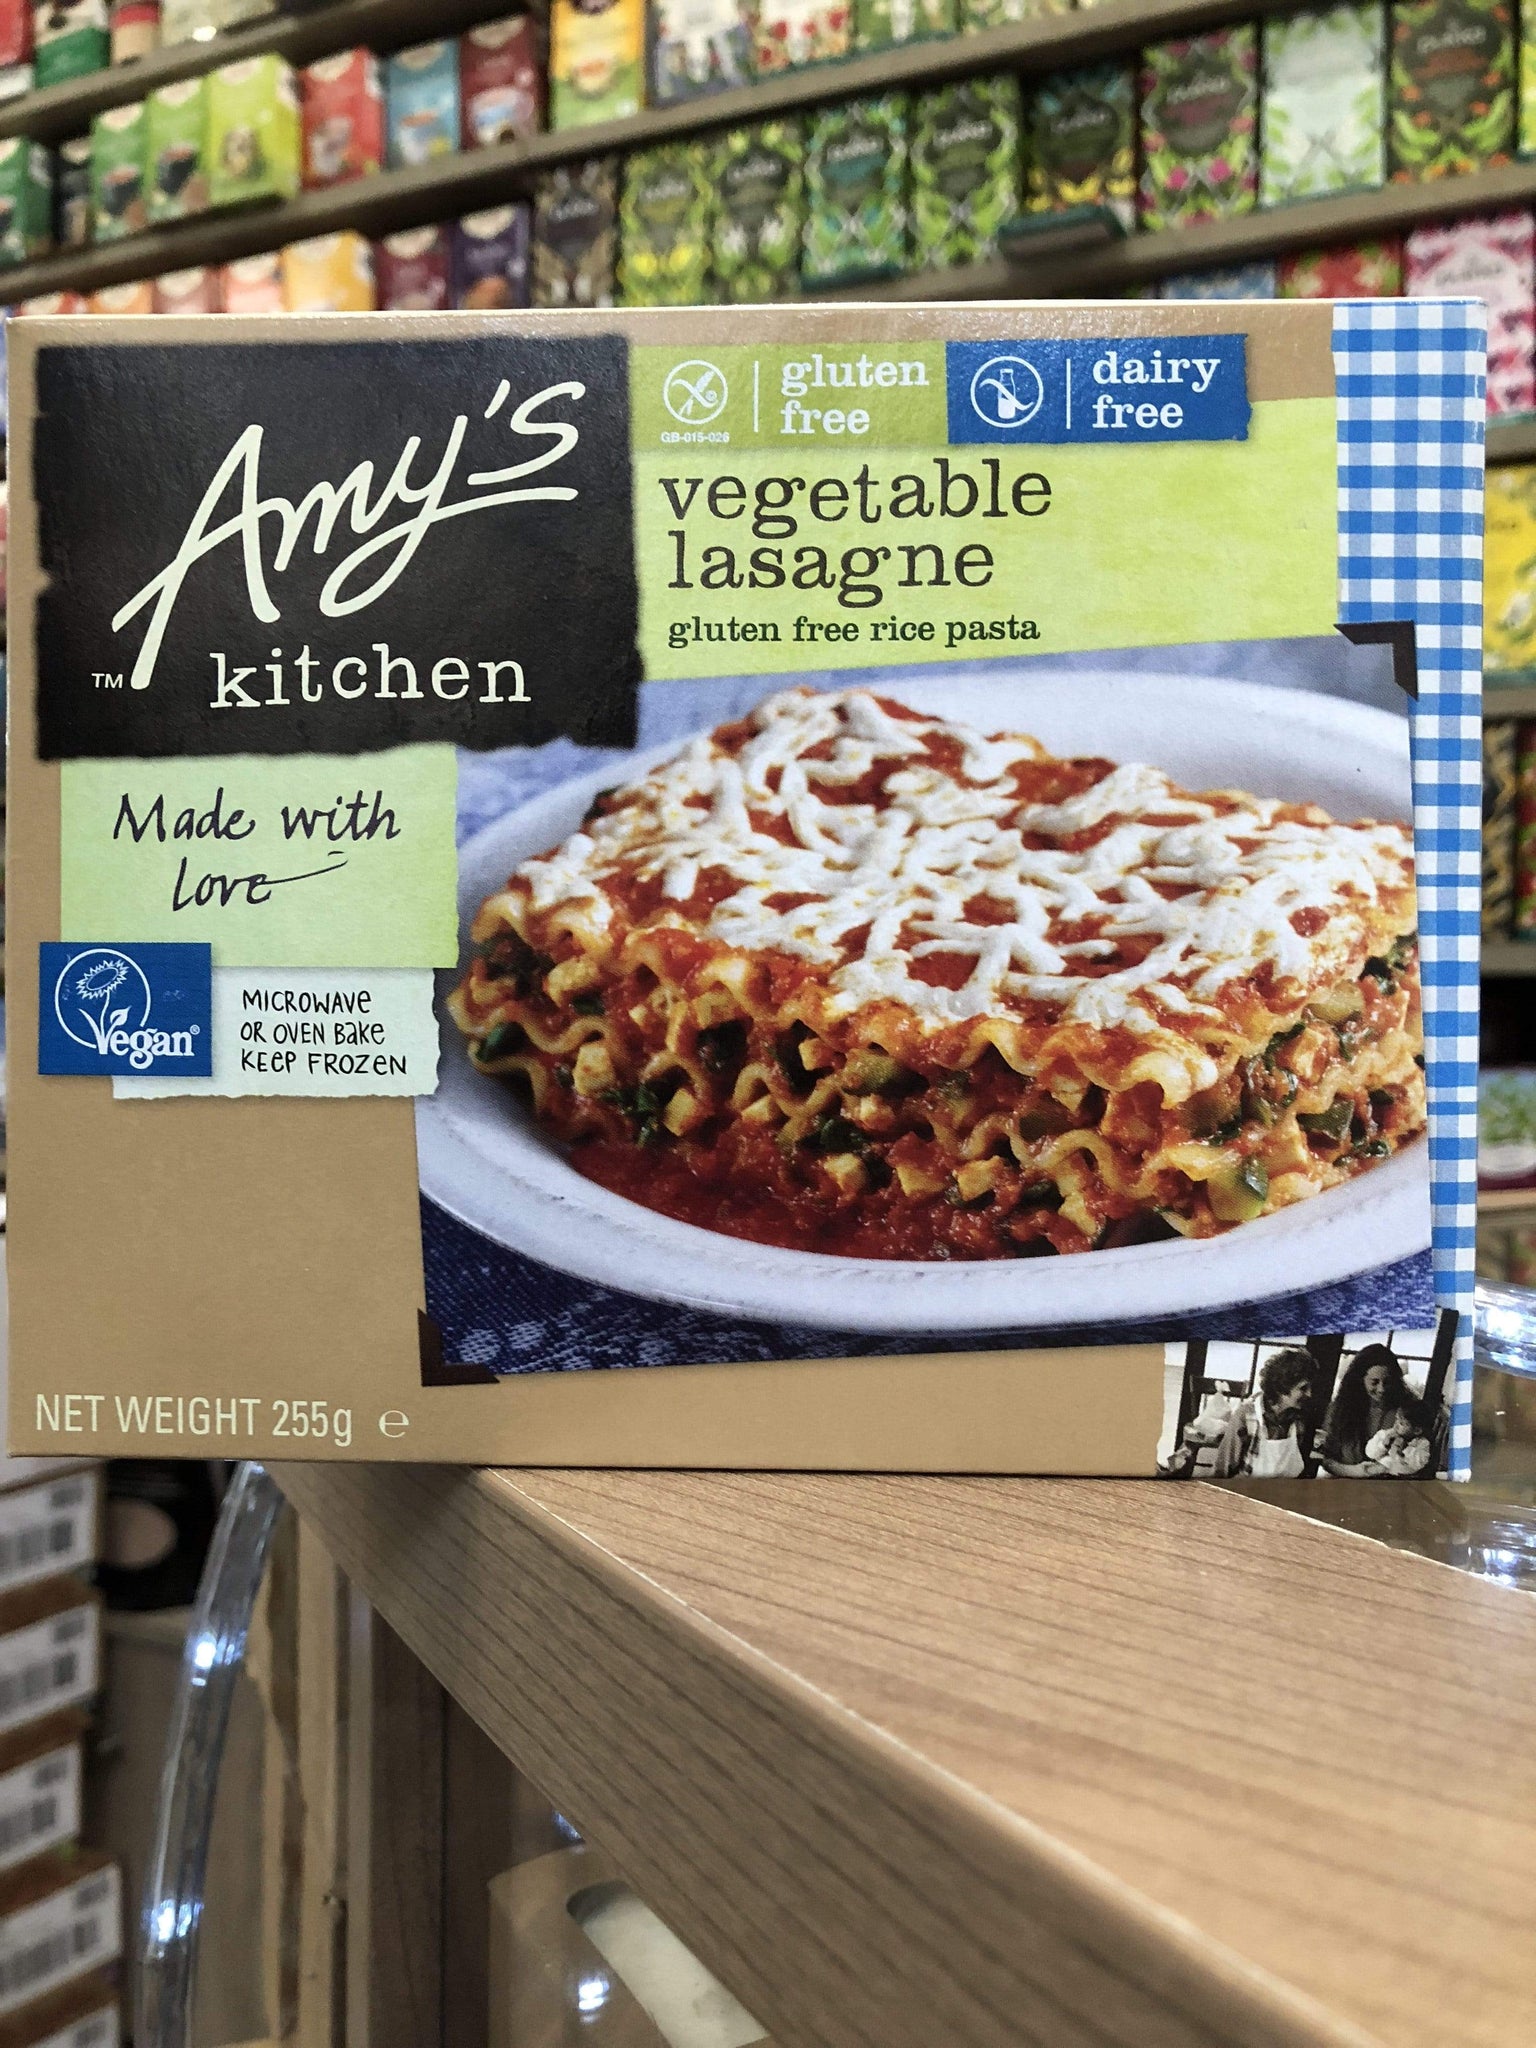 Amy's
kitchen
TM
gluten
free
GB-015-026
dairy
free
vegetable
lasagne
gluten free rice pasta
Made with
love
Vegan®
MICROWAVE
OR OVEN BAKE
KEEP FROZEN
NET WEIGHT 255g e